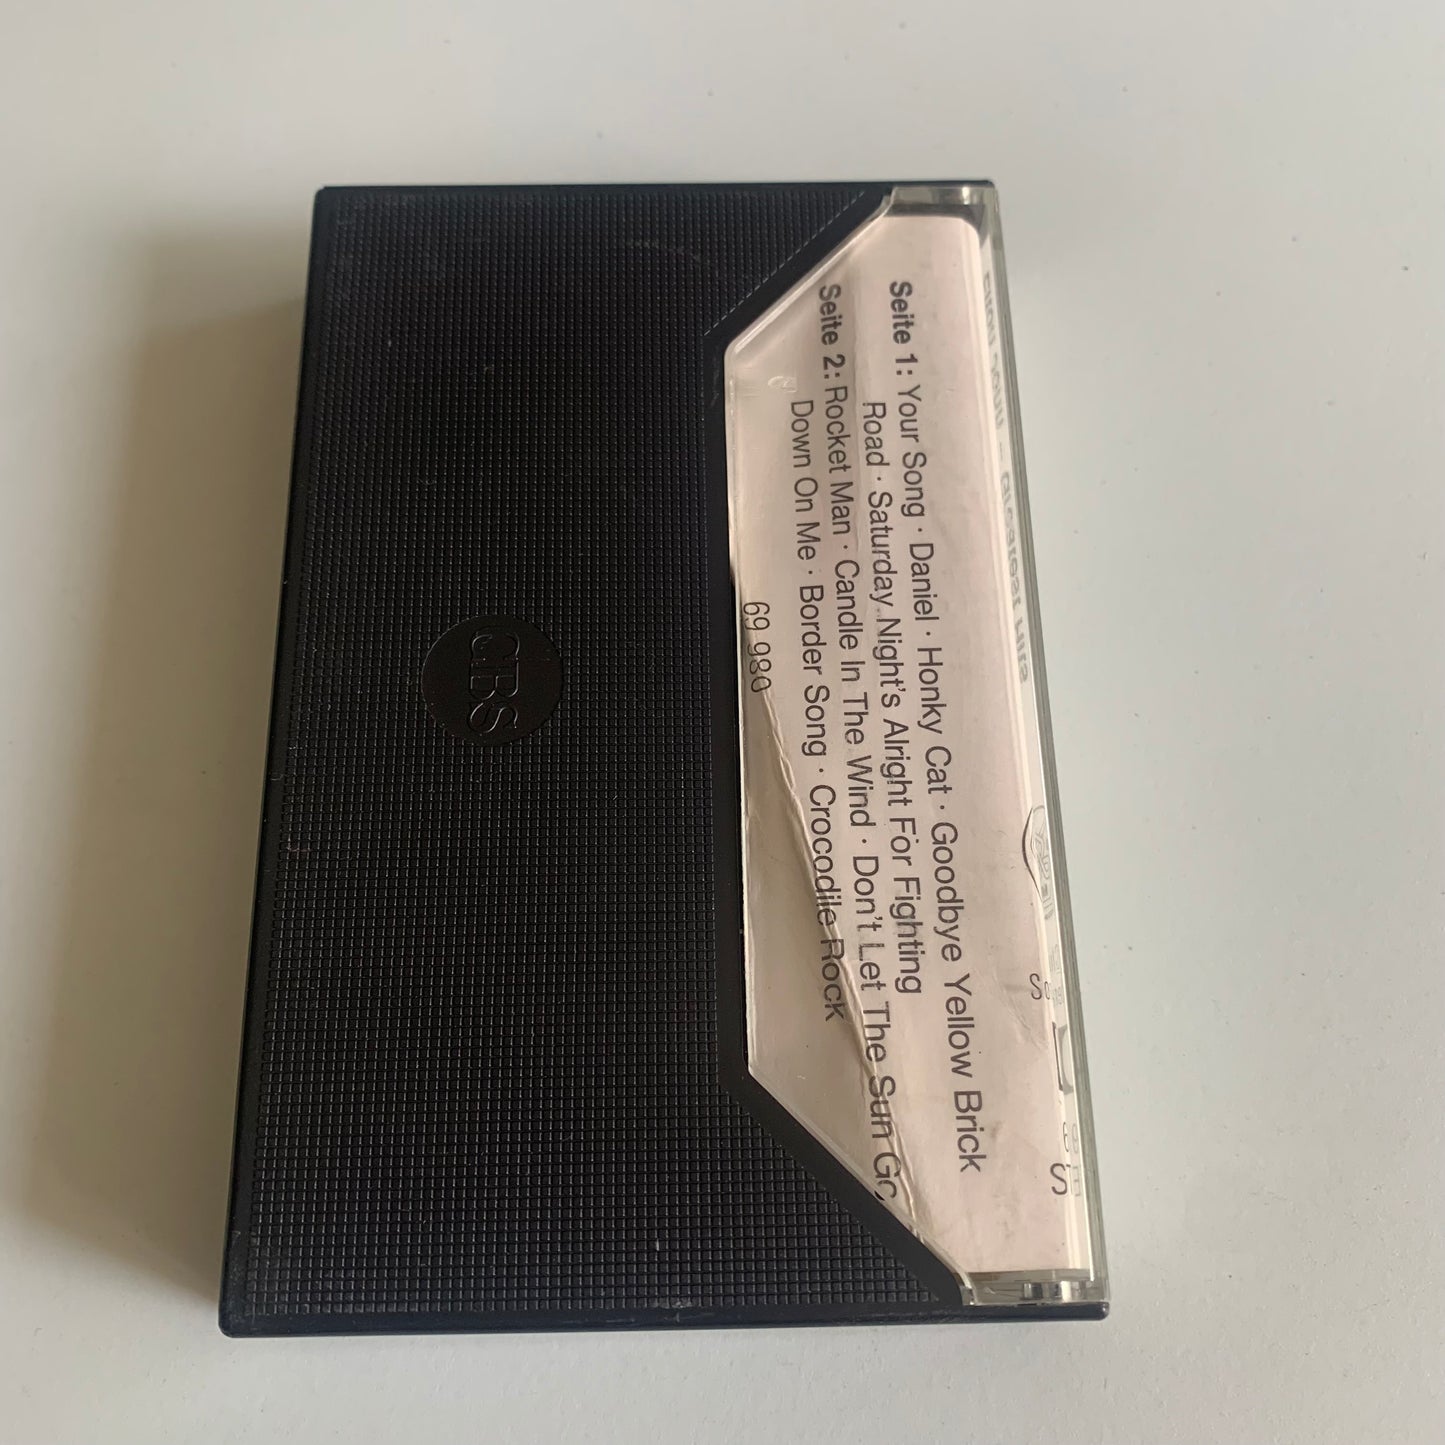 Seite 1: Your Song · Daniel · Honky Cat · Goodbye Yellow Brick
Road · Saturday Night's Alright For Fighting
Seite 2: Rocket Man · Candle In The Wind · Don't Let The Sun Go
Down On Me · Border Song · Crocodile Rock
69 980
CBS